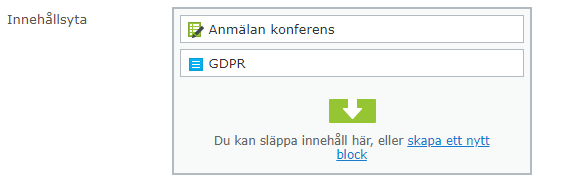 Innehållsyta
Anmälan konferens
GDPR
Du kan släppa innehåll här, eller skapa ett nytt
block